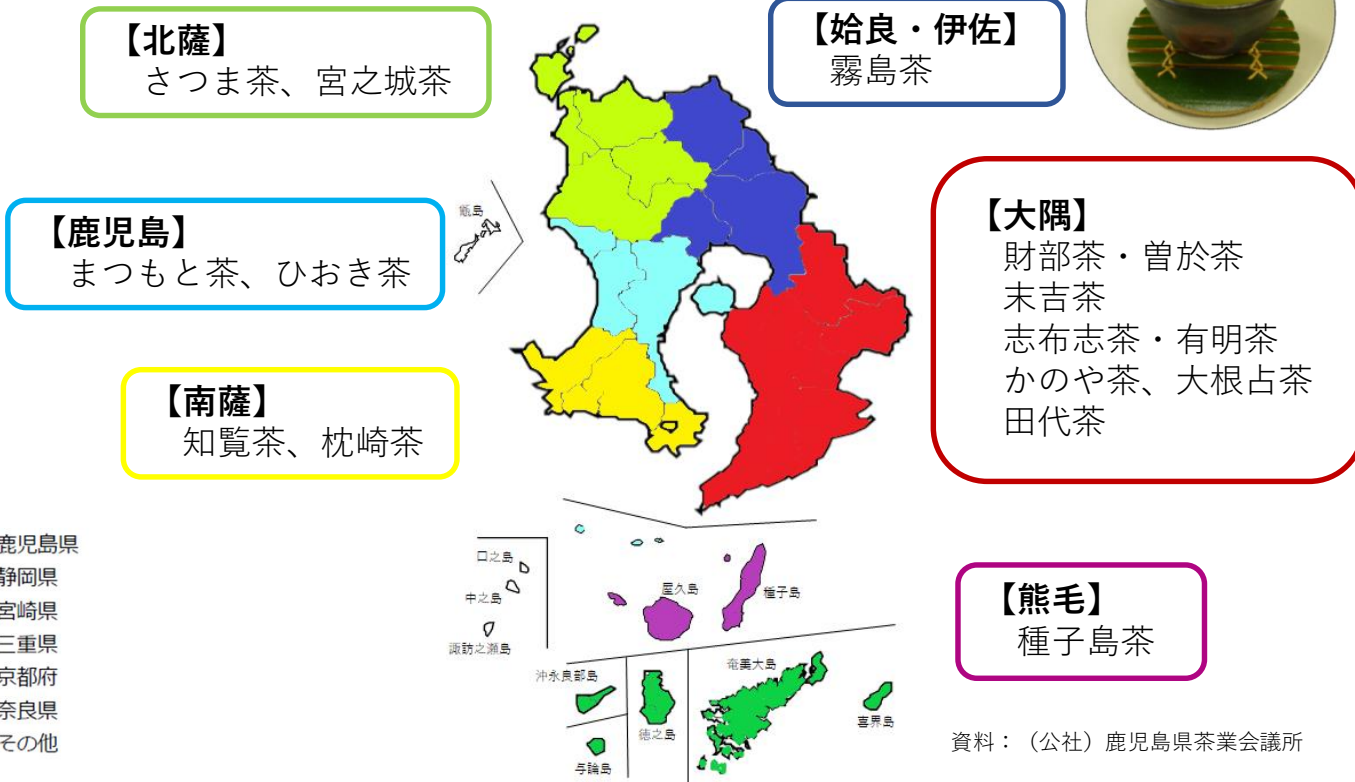 【北薩】
さつま茶、宮之城茶
【姶良・伊佐】
霧島茶
【鹿児島】
まつもと茶、ひおき茶
甑島
【大隅】
財部茶・曽於茶
末吉茶
志布志茶・有明茶
かのや茶、大根占茶
田代茶
【南薩】
知覧茶、枕崎茶
鹿児島県
静岡県
宮崎県
三重県
京都府
奈良県
その他
口之島
中之島
諏訪之瀬島
屋久島
種子島
【熊毛】
種子島茶
沖永良部島
徳之島
奄美大島
喜界島
与論島
資料：（公社）鹿児島県茶業会議所